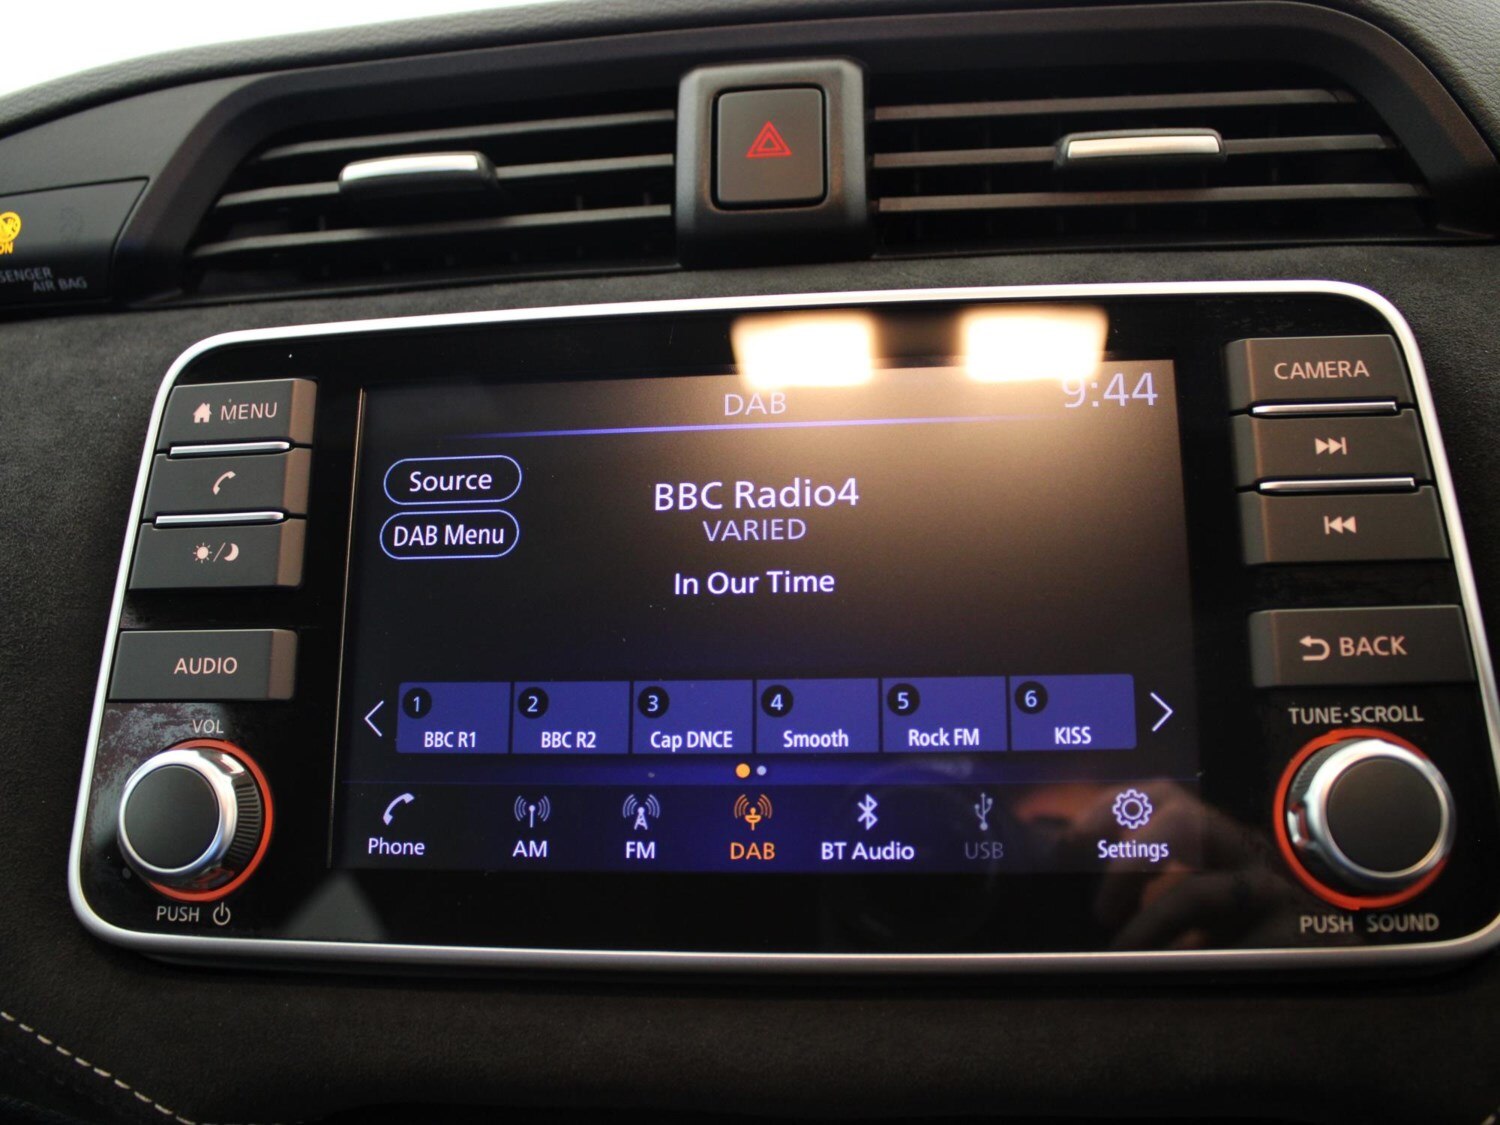 ON
AIR BAG
MENU
AUDIO
VOL
PUSH
DAB
9:44
Source
DAB Menu
BBC Radio4
VARIED
In Our Time
1
BBC R1
2
BBC R2
3
Cap DNCE
4
Smooth
5
Rock FM
6
KISS
Phone
AM
FM
DAB
BT Audio
USB
Settings
CAMERA
BACK
TUNE·SCROLL
PUSH SOUND